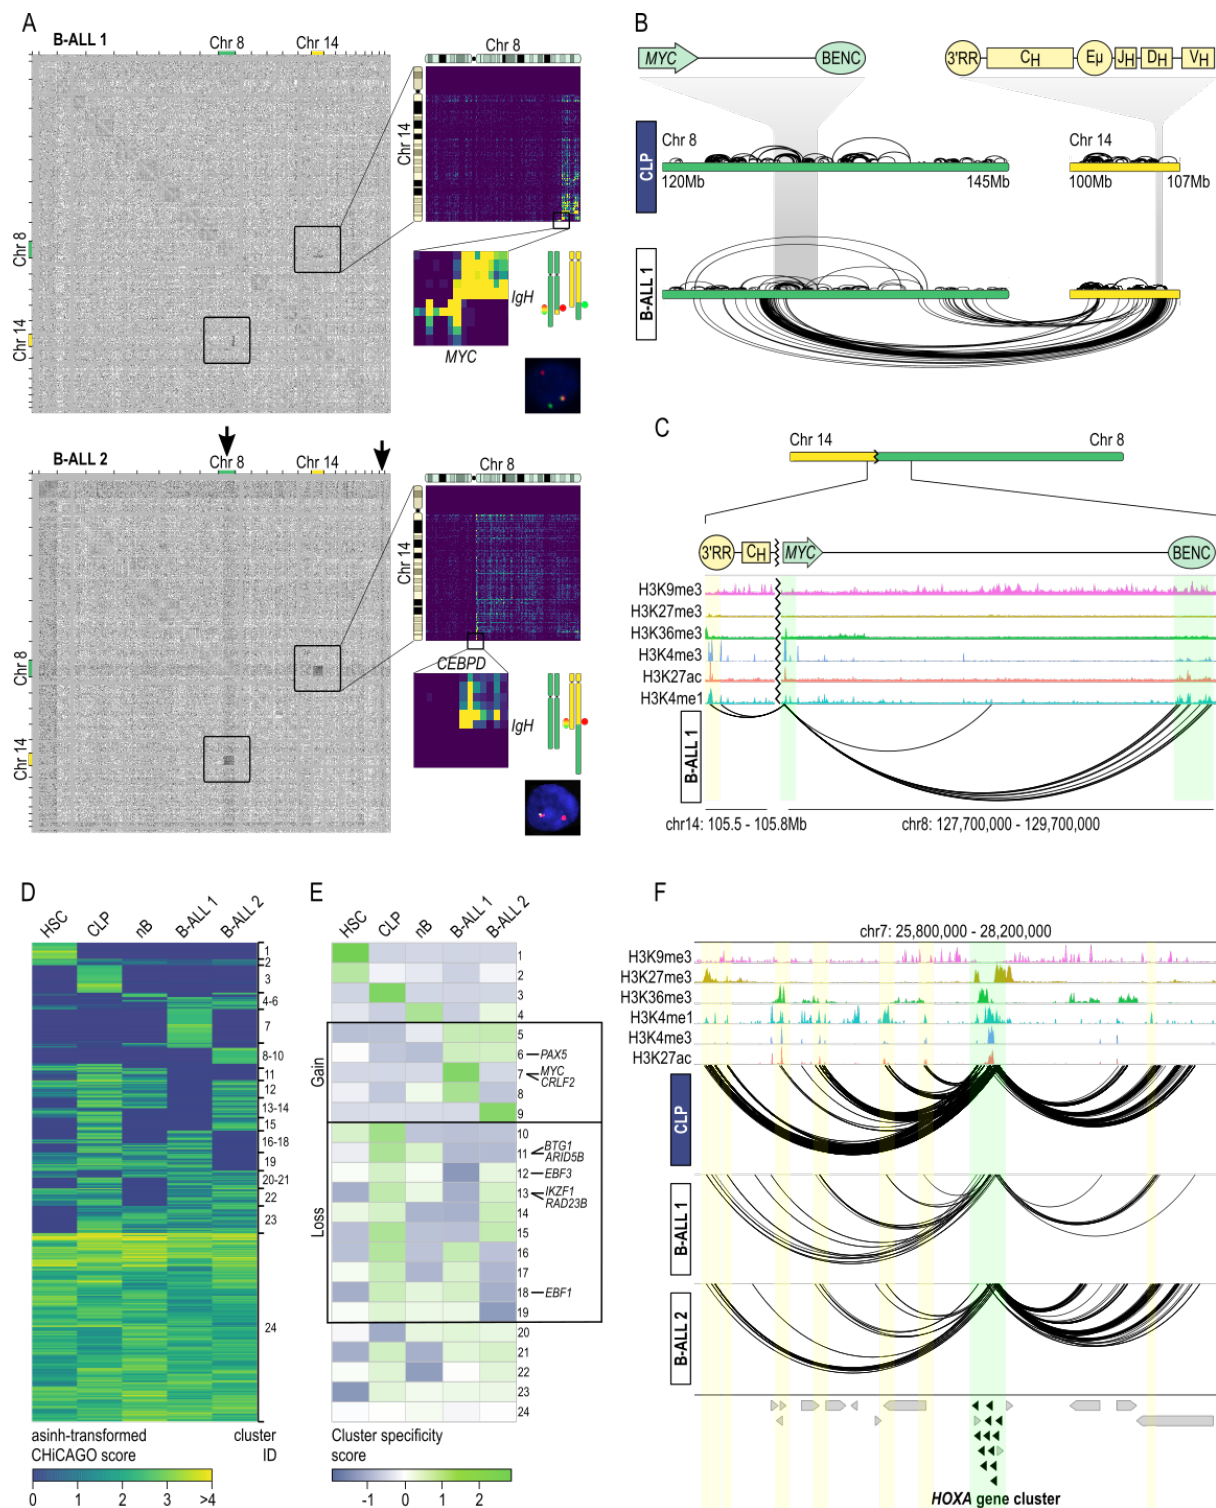 A
B-ALL 1
Chr 8
Chr 14
Chr 8
Chr 14
Chr 8
Chr 14
IgH
MYC
B-ALL 2
Chr 8
Chr 14
Chr 8
Chr 14
Chr 8
Chr 14
CEBPD
IgH
B
MYC
BENC
3'RR
CH
Eμ
JH
DH
VH
CLP
Chr 8
Chr 14
120Mb
145Mb
100Mb
107Mb
B-ALL 1
C
Chr 14
Chr 8
3'RR
CH
MYC
BENC
H3K9me3
H3K27me3
H3K36me3
H3K4me3
H3K27ac
H3K4me1
B-ALL 1
chr14: 105.5 - 105.8Mb
chr8: 127,700,000 - 129,700,000
D
HSC
CLP
nB
B-ALL 1
B-ALL 2
1
2
3
4-6
7
8-10
11
12
13-14
15
16-18
19
20-21
22
23
24
asinh-transformed
CHiCAGO score
cluster
ID
0
1
2
3
>4
E
HSC
CLP
nB
B-ALL 1
B-ALL 2
Gain
Loss
1
2
3
4
5
6
PAX5
7
MYC
CRLF2
8
9
10
11
BTG1
ARID5B
12
EBF3
13
IKZF1
RAD23B
14
15
16
17
18
EBF1
19
20
21
22
23
24
Cluster specificity
score
-1
0
1
2
F
chr7: 25,800,000 - 28,200,000
H3K9me3
H3K27me3
H3K36me3
H3K4me1
H3K4me3
H3K27ac
CLP
B-ALL 1
B-ALL 2
HOXA gene cluster